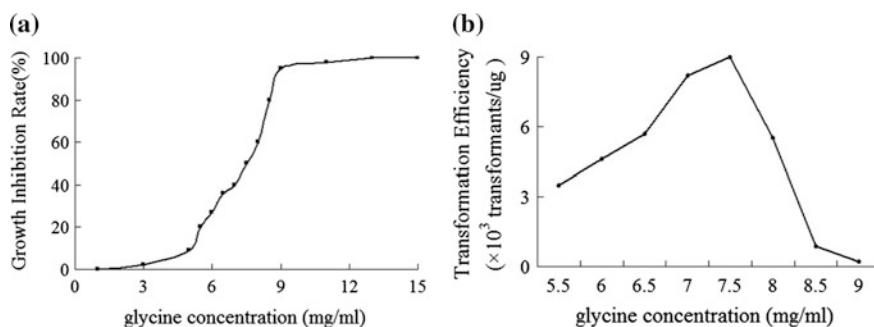 (a)
Growth Inhibition Rate(%)
100
80
60
40
20
0
0 3 6 9 12 15
glycine concentration (mg/ml)
(b)
Transformation Efficiency
(×10³ transformants/ug)
9
6
3
0
5.5 6 6.5 7 7.5 8 8.5 9
glycine concentration (mg/ml)